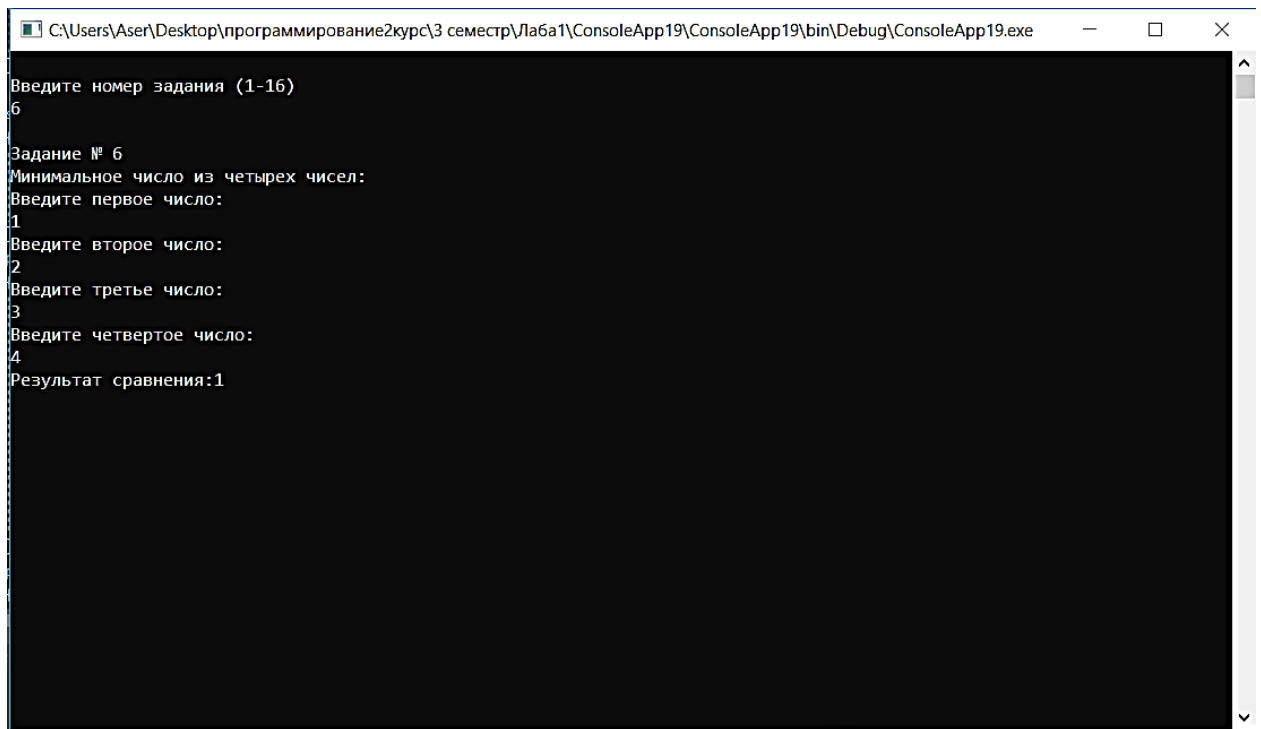 C:\Users\Aser\Desktop\программирование2курс\3 семестр\Лаба1\ConsoleApp19\ConsoleApp19\bin\Debug\ConsoleApp19.exe
Введите номер задания (1-16)
6
Задание № 6
Минимальное число из четырех чисел:
Введите первое число:
1
Введите второе число:
2
Введите третье число:
3
Введите четвертое число:
4
Результат сравнения:1